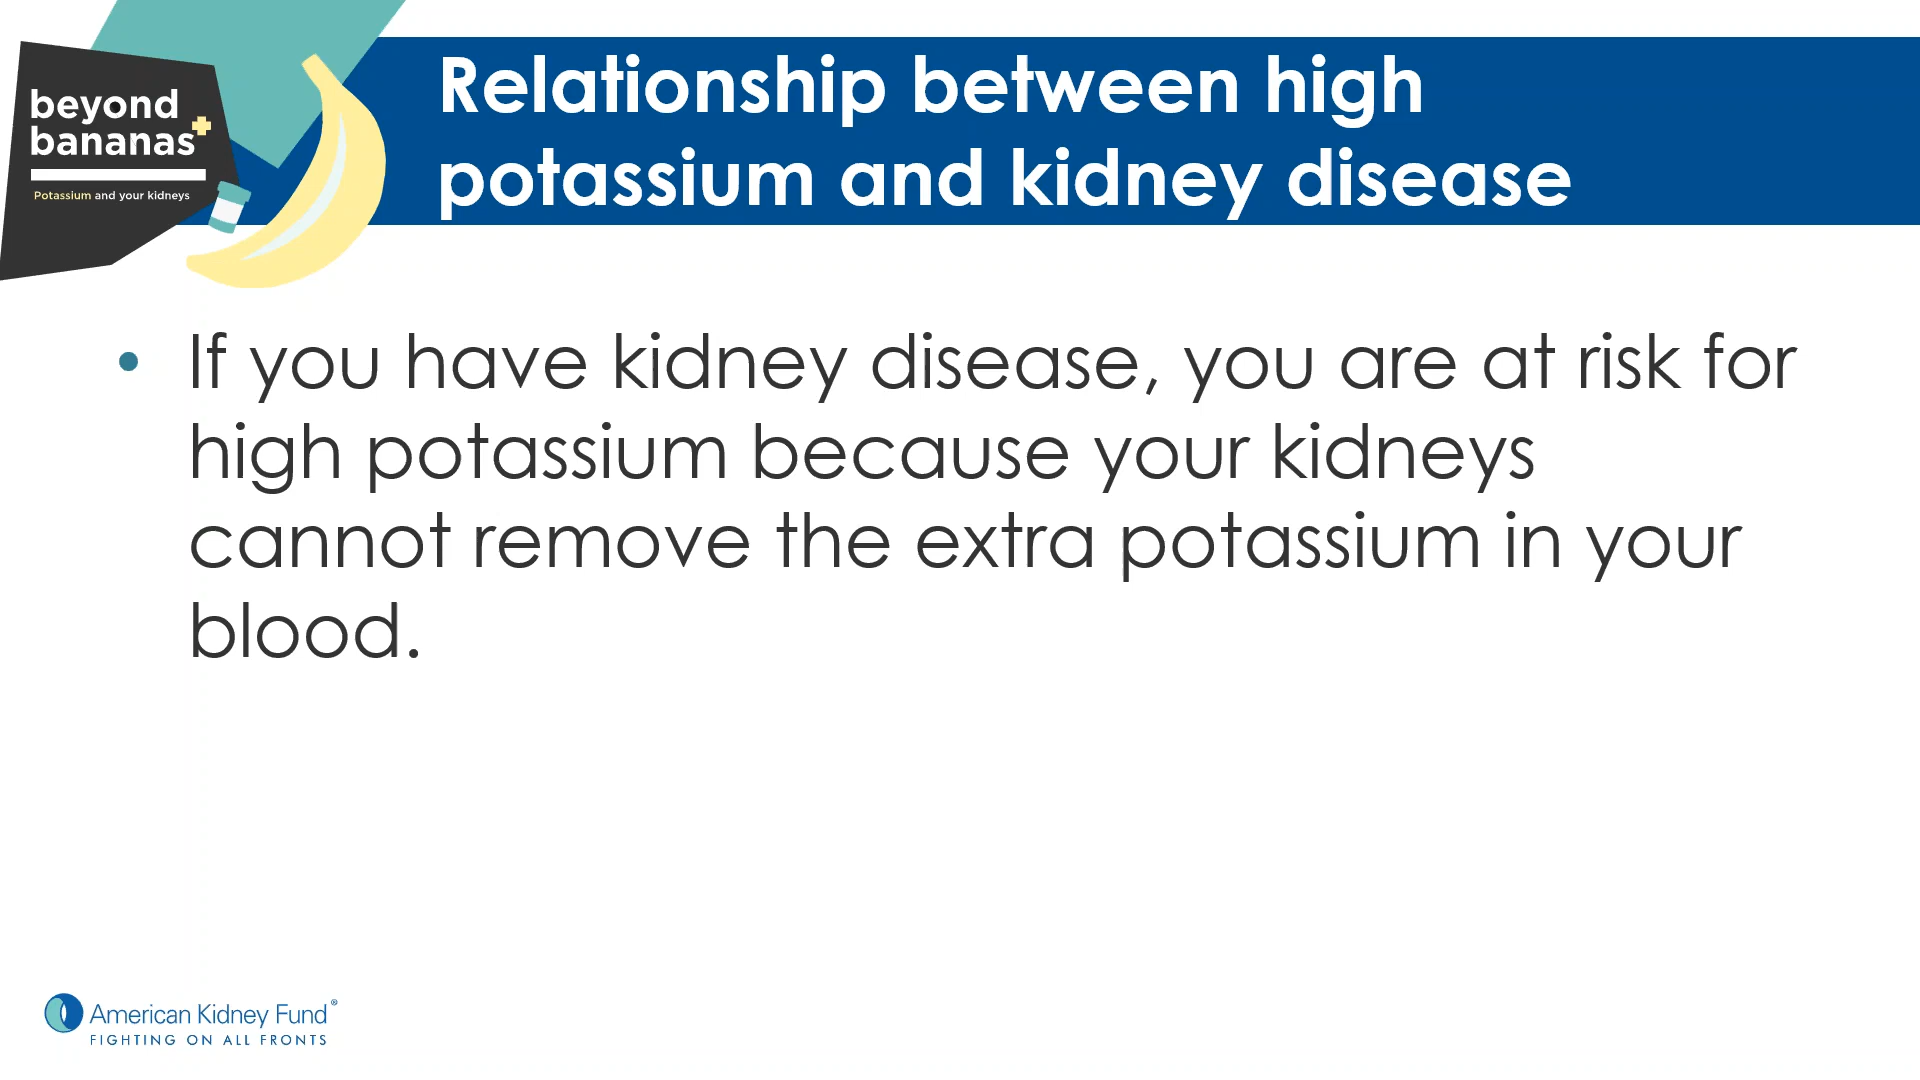 beyond
bananas
Potassium and your kidneys
Relationship between high
potassium and kidney disease
• If you have kidney disease, you are at risk for
high potassium because your kidneys
cannot remove the extra potassium in your
blood.
American Kidney Fund®
FIGHTING ON ALL FRONTS